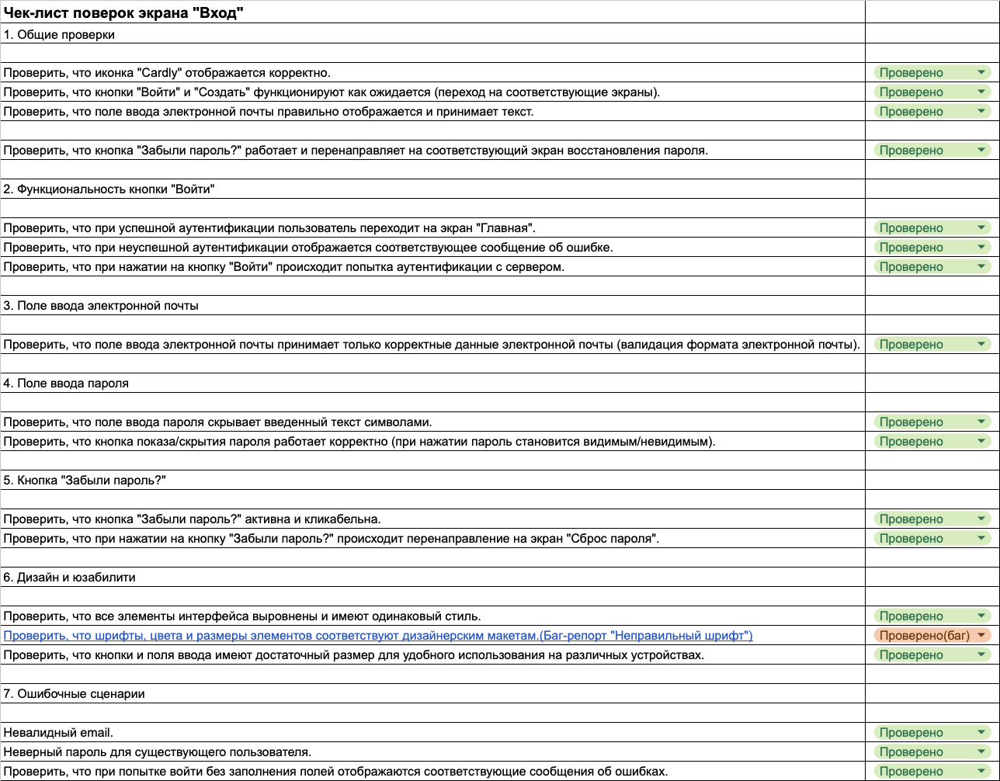 Чек-лист поверок экрана "Вход"
1. Общие проверки
Проверить, что иконка "Cardly" отображается корректно. Проверено
Проверить, что кнопки "Войти" и "Создать" функционируют как ожидается (переход на соответствующие экраны). Проверено
Проверить, что поле ввода электронной почты правильно отображается и принимает текст. Проверено
Проверить, что кнопка "Забыли пароль?" работает и перенаправляет на соответствующий экран восстановления пароля. Проверено
2. Функциональность кнопки "Войти"
Проверить, что при успешной аутентификации пользователь переходит на экран "Главная". Проверено
Проверить, что при неуспешной аутентификации отображается соответствующее сообщение об ошибке. Проверено
Проверить, что при нажатии на кнопку "Войти" происходит попытка аутентификации с сервером. Проверено
3. Поле ввода электронной почты
Проверить, что поле ввода электронной почты принимает только корректные данные электронной почты (валидация формата электронной почты). Проверено
4. Поле ввода пароля
Проверить, что поле ввода пароля скрывает введенный текст символами. Проверено
Проверить, что кнопка показа/скрытия пароля работает корректно (при нажатии пароль становится видимым/невидимым). Проверено
5. Кнопка "Забыли пароль?"
Проверить, что кнопка "Забыли пароль?" активна и кликабельна. Проверено
Проверить, что при нажатии на кнопку "Забыли пароль?" происходит перенаправление на экран "Сброс пароля". Проверено
6. Дизайн и юзабилити
Проверить, что все элементы интерфейса выровнены и имеют одинаковый стиль. Проверено
Проверить, что шрифты, цвета и размеры элементов соответствуют дизайнерским макетам.(Баг-репорт "Неправильный шрифт") Проверено(баг)
Проверить, что кнопки и поля ввода имеют достаточный размер для удобного использования на различных устройствах. Проверено
7. Ошибочные сценарии
Невалидный email. Проверено
Неверный пароль для существующего пользователя. Проверено
Проверить, что при попытке войти без заполнения полей отображаются соответствующие сообщения об ошибках. Проверено